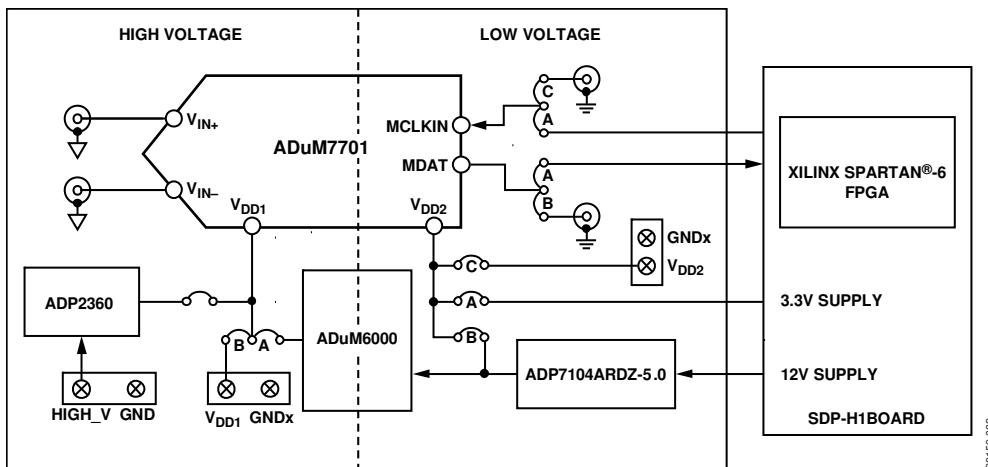 HIGH VOLTAGE
LOW VOLTAGE
C
A
MCLKIN
V_IN+
ADuM7701
MDAT
A
B
XILINX SPARTAN®-6
FPGA
V_IN–
V_DD1
V_DD2
GNDx
V_DD2
C
ADP2360
A
3.3V SUPPLY
B
A
ADuM6000
B
ADP7104ARDZ-5.0
12V SUPPLY
HIGH_V
GND
V_DD1
GNDx
SDP-H1BOARD